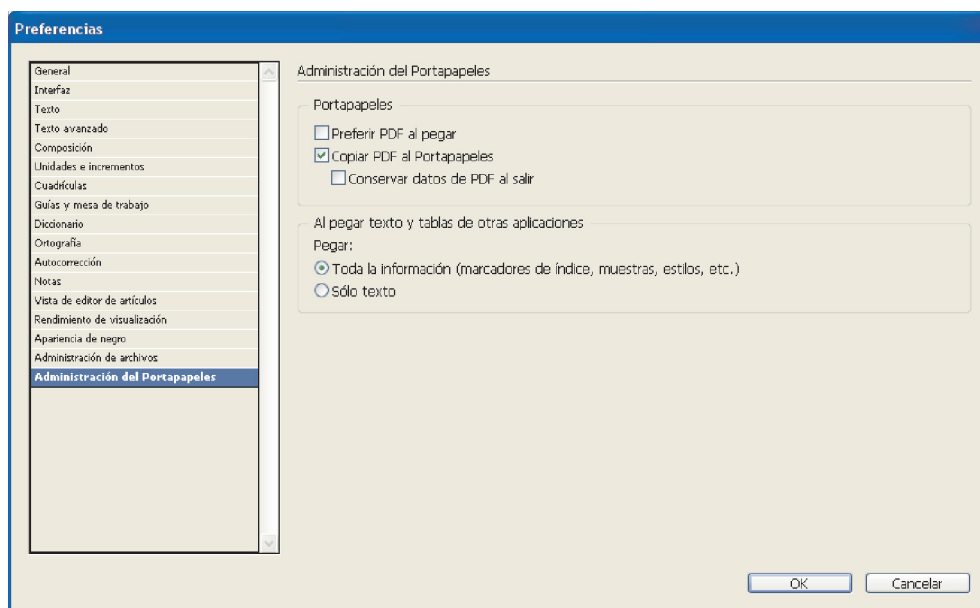 Preferencias
General
Interfaz
Texto
Texto avanzado
Composición
Unidades e incrementos
Cuadrículas
Guías y mesa de trabajo
Diccionario
Ortografía
Autocorrección
Notas
Vista de editor de artículos
Rendimiento de visualización
Apariencia de negro
Administración de archivos
Administración del Portapapeles
Administración del Portapapeles
Portapapeles
Preferir PDF al pegar
Copiar PDF al Portapapeles
Conservar datos de PDF al salir
Al pegar texto y tablas de otras aplicaciones
Pegar:
Toda la información (marcadores de índice, muestras, estilos, etc.)
Sólo texto
OK
Cancelar